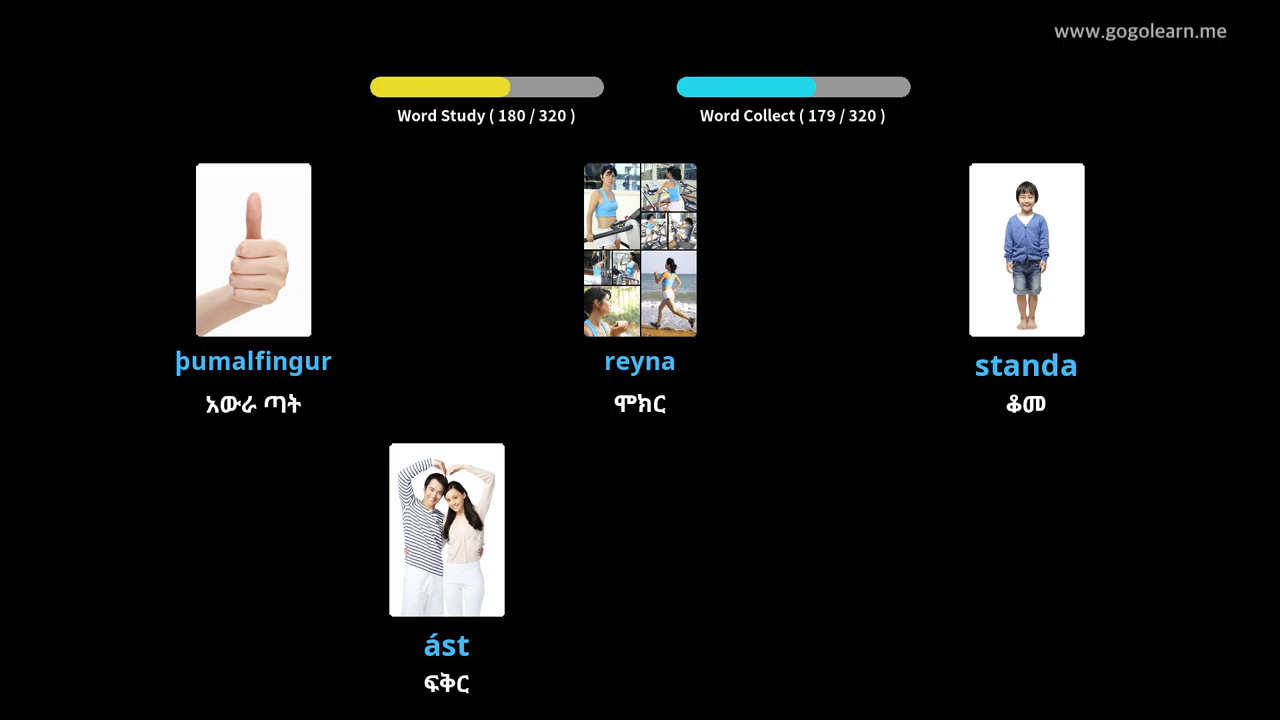 www.gogolearn.me
Word Study ( 180 / 320 )
Word Collect ( 179 / 320 )
þumalfingur
reyna
standa
አውራ ጣት
ሞክር
ቆመ
ást
ፍቅር